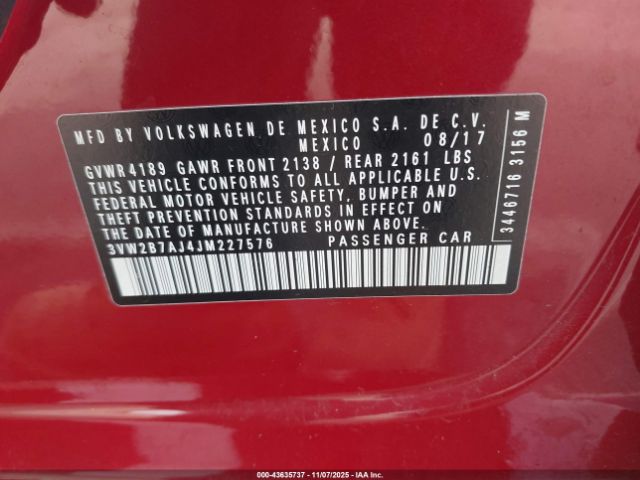 MFD BY VOLKSWAGEN DE MEXICO S.A. DE C.V.
MEXICO 08/17
GVWR 4189 GAWR FRONT 2138 / REAR 2161 LBS
THIS VEHICLE CONFORMS TO ALL APPLICABLE U.S.
FEDERAL MOTOR VEHICLE SAFETY, BUMPER AND
THEFT PREVENTION STANDARDS IN EFFECT ON
THE DATE OF MANUFACTURE SHOWN ABOVE.
3VW2B7AJ4JM227576 PASSENGER CAR
3446716 3156 M
000-43635737 - 11/07/2025 - IAAI.COM